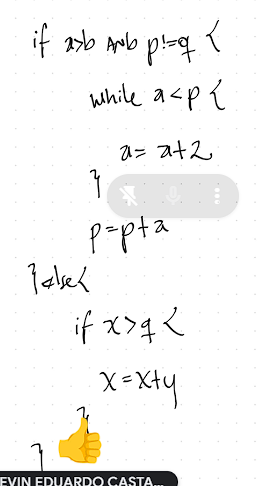 if a>b AND p!=q {
while a<p {
a=a+2
}
p=p+a
}else{
if x>q {
x=x+y
}
}
EVIN EDUARDO CASTA...